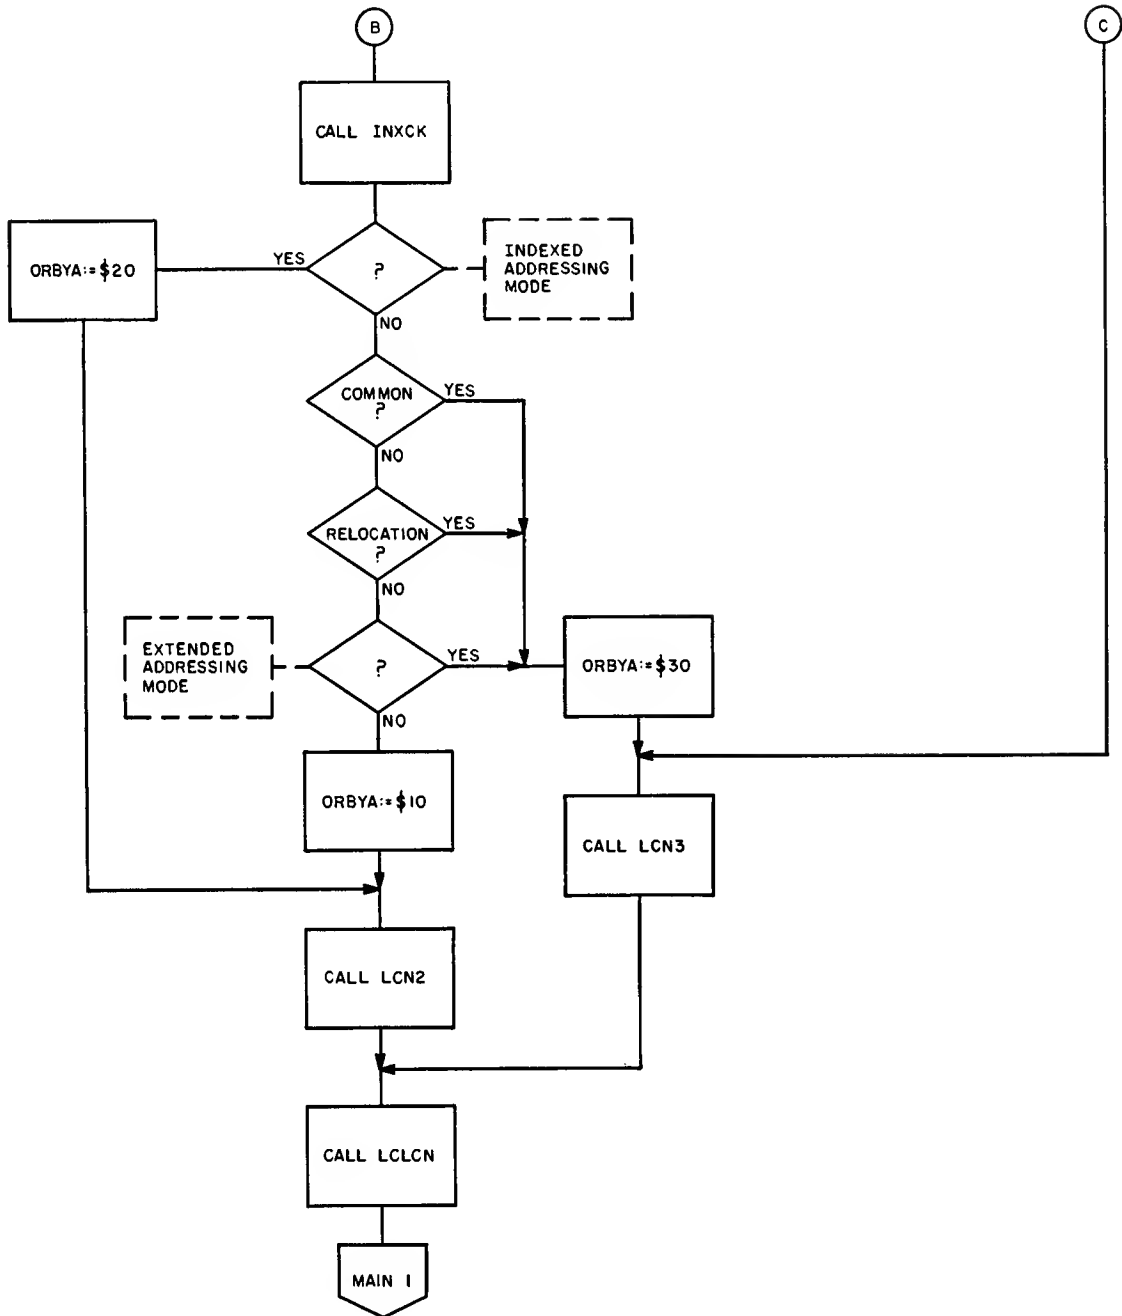 B
C
CALL INXCK
YES
?
INDEXED
ADDRESSING
MODE
ORBYA:=$20
NO
COMMON
?
YES
NO
RELOCATION
?
YES
NO
EXTENDED
ADDRESSING
MODE
?
YES
ORBYA:=$30
NO
ORBYA:=$10
CALL LCN3
CALL LCN2
CALL LCLCN
MAIN 1